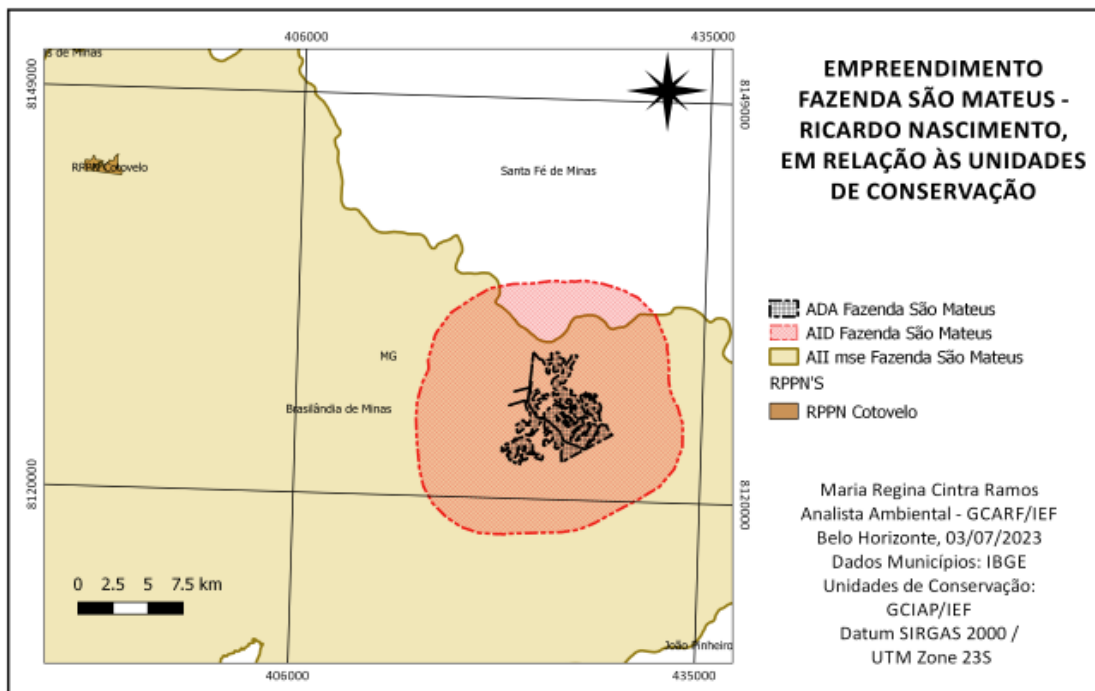 406000
435000
s de Minas
8149000
8149000
EMPREENDIMENTO
FAZENDA SÃO MATEUS -
RICARDO NASCIMENTO,
EM RELAÇÃO ÀS UNIDADES
DE CONSERVAÇÃO
RPPN Cotovelo
Santa Fé de Minas
ADA Fazenda São Mateus
AID Fazenda São Mateus
AII mse Fazenda São Mateus
RPPN'S
RPPN Cotovelo
MG
Brasilândia de Minas
8120000
8120000
Maria Regina Cintra Ramos
Analista Ambiental - GCARF/IEF
Belo Horizonte, 03/07/2023
Dados Municípios: IBGE
Unidades de Conservação:
GCIAP/IEF
Datum SIRGAS 2000 /
UTM Zone 23S
0 2.5 5 7.5 km
João Pinheiro
406000
435000